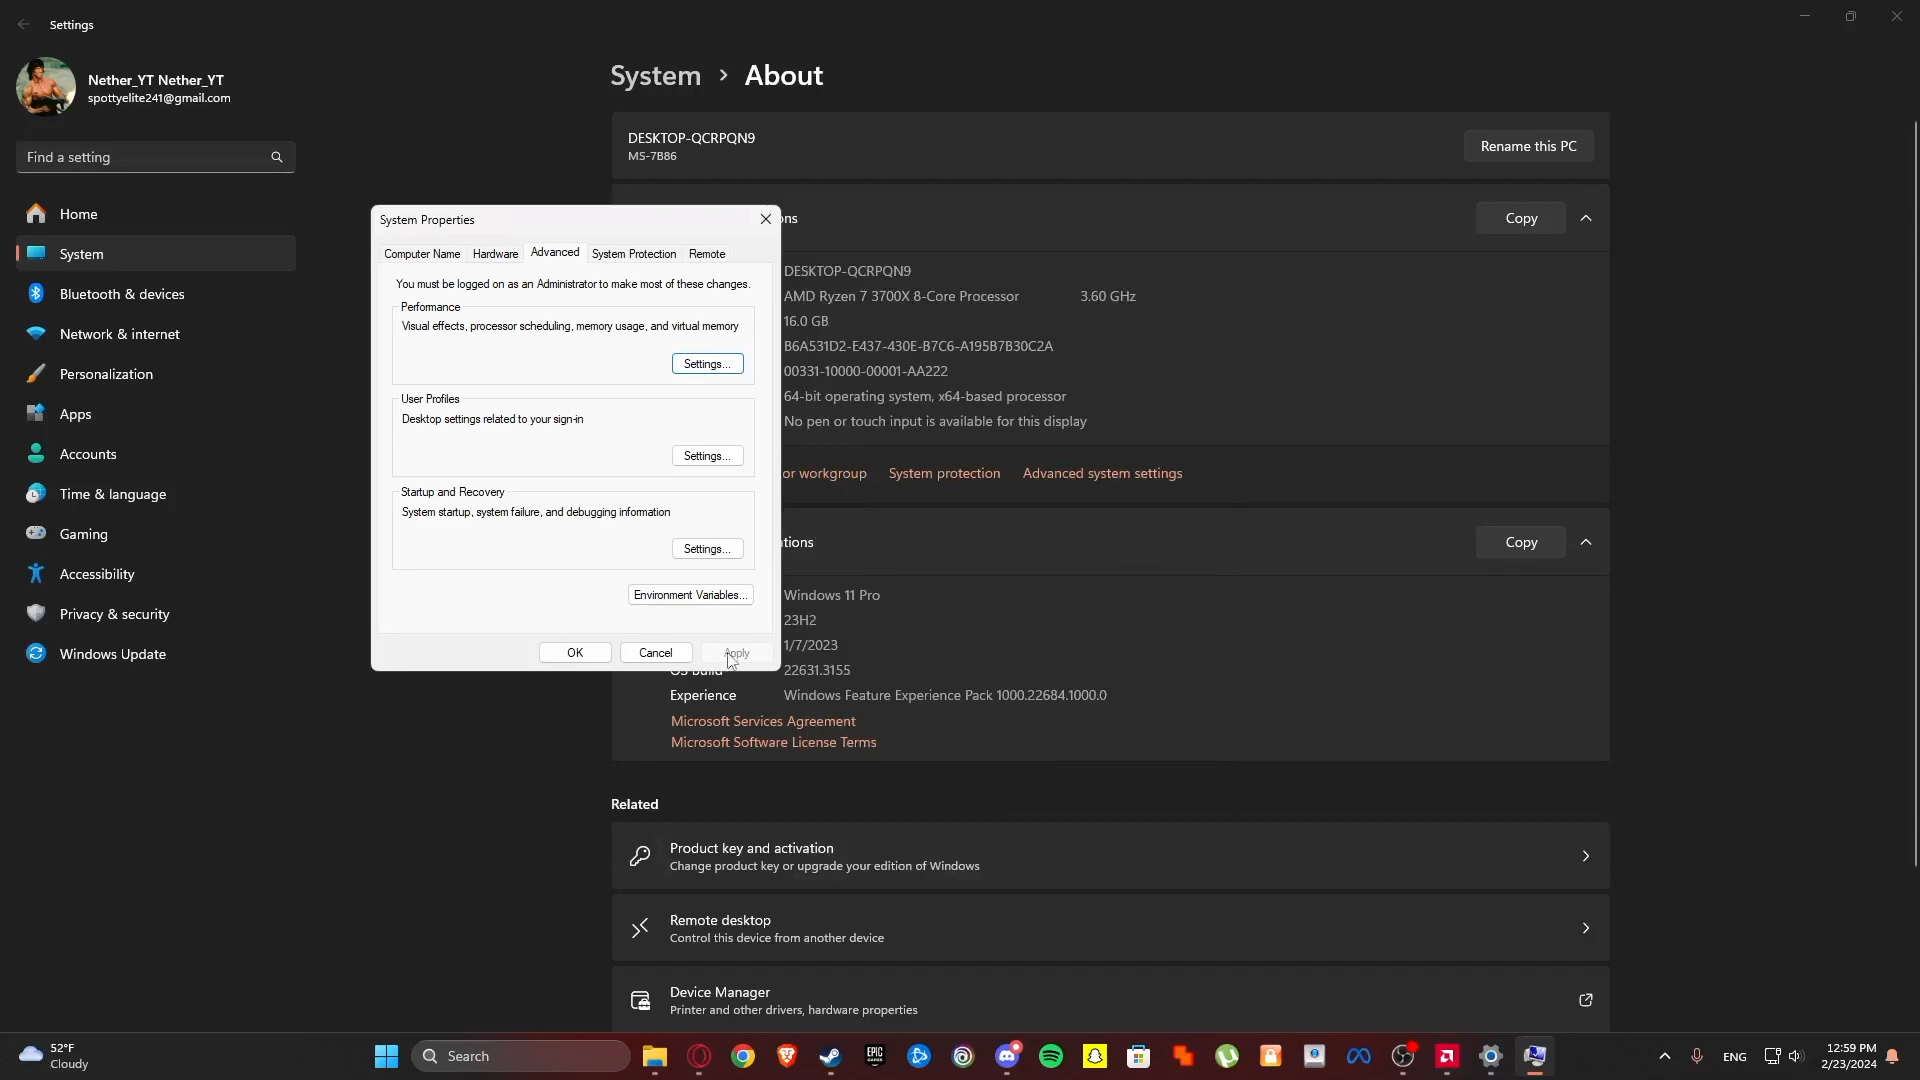 Settings
Nether_YT Nether_YT
spottyelite241@gmail.com
Find a setting
Home
System
Bluetooth & devices
Network & internet
Personalization
Apps
Accounts
Time & language
Gaming
Accessibility
Privacy & security
Windows Update
System > About
DESKTOP-QCRPQN9
MS-7B86
Rename this PC
ons
Copy
DESKTOP-QCRPQN9
AMD Ryzen 7 3700X 8-Core Processor 3.60 GHz
16.0 GB
B6A531D2-E437-430E-B7C6-A195B7B30C2A
00331-10000-00001-AA222
64-bit operating system, x64-based processor
No pen or touch input is available for this display
or workgroup System protection Advanced system settings
System Properties
Computer Name Hardware Advanced System Protection Remote
You must be logged on as an Administrator to make most of these changes.
Performance
Visual effects, processor scheduling, memory usage, and virtual memory
Settings...
User Profiles
Desktop settings related to your sign-in
Settings...
Startup and Recovery
System startup, system failure, and debugging information
Settings...
Environment Variables...
OK Cancel Apply
tions
Copy
Windows 11 Pro
23H2
1/7/2023
OS build 22631.3155
Experience Windows Feature Experience Pack 1000.22684.1000.0
Microsoft Services Agreement
Microsoft Software License Terms
Related
Product key and activation
Change product key or upgrade your edition of Windows
Remote desktop
Control this device from another device
Device Manager
Printer and other drivers, hardware properties
52°F
Cloudy
Search
EPIC
GAMES
ENG
12:59 PM
2/23/2024